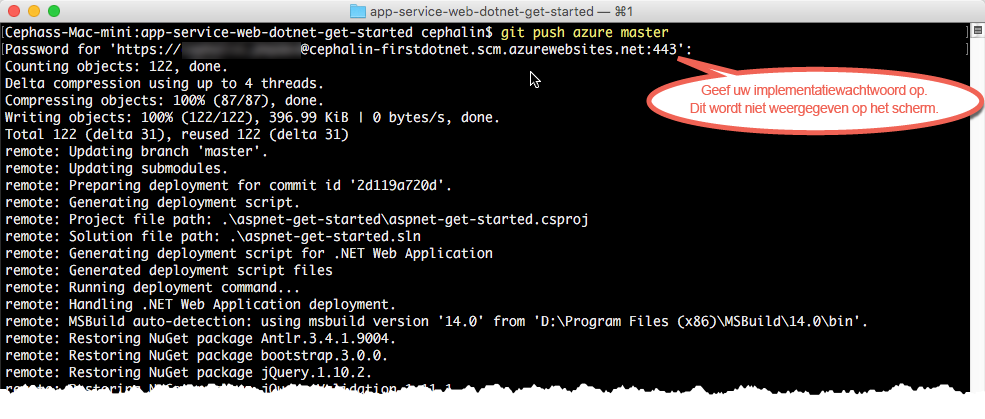 app-service-web-dotnet-get-started — ⌘1
[Cephass-Mac-mini:app-service-web-dotnet-get-started cephalin$ git push azure master ]
[Password for 'https://@cephalin-firstdotnet.scm.azurewebsites.net:443': ]
Geef uw implementatiewachtwoord op.
Dit wordt niet weergegeven op het scherm.
Counting objects: 122, done.
Delta compression using up to 4 threads.
Compressing objects: 100% (87/87), done.
Writing objects: 100% (122/122), 396.99 KiB | 0 bytes/s, done.
Total 122 (delta 31), reused 122 (delta 31)
remote: Updating branch 'master'.
remote: Updating submodules.
remote: Preparing deployment for commit id '2d119a720d'.
remote: Generating deployment script.
remote: Project file path: .\aspnet-get-started\aspnet-get-started.csproj
remote: Solution file path: .\aspnet-get-started.sln
remote: Generating deployment script for .NET Web Application
remote: Generated deployment script files
remote: Running deployment command...
remote: Handling .NET Web Application deployment.
remote: MSBuild auto-detection: using msbuild version '14.0' from 'D:\Program Files (x86)\MSBuild\14.0\bin'.
remote: Restoring NuGet package Antlr.3.4.1.9004.
remote: Restoring NuGet package bootstrap.3.0.0.
remote: Restoring NuGet package jQuery.1.10.2.
remote: Restoring